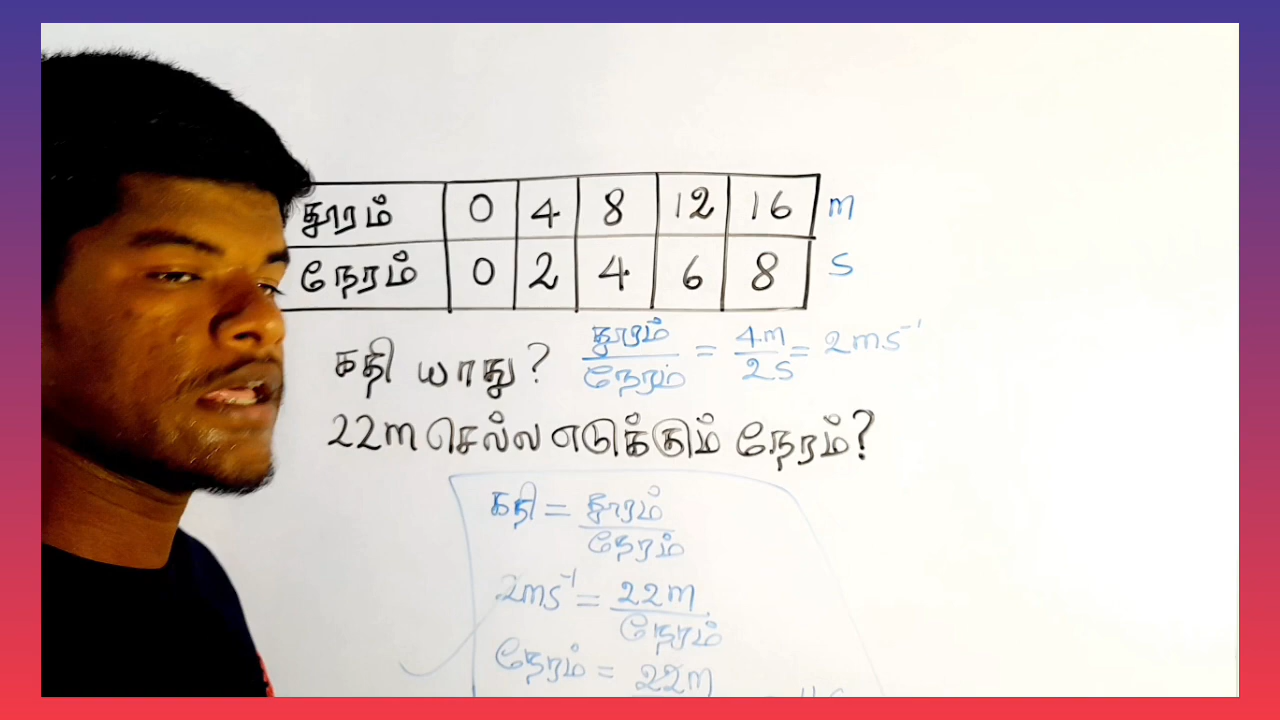 தூரம் 0 4 8 12 16 m
நேரம் 0 2 4 6 8 s
கதி யாது? தூரம்/நேரம் = 4m/2s = 2ms⁻¹
22m செல்ல எடுக்கும் நேரம்?
கதி = தூரம்/நேரம்
2ms⁻¹ = 22m/நேரம்
நேரம் = 22m